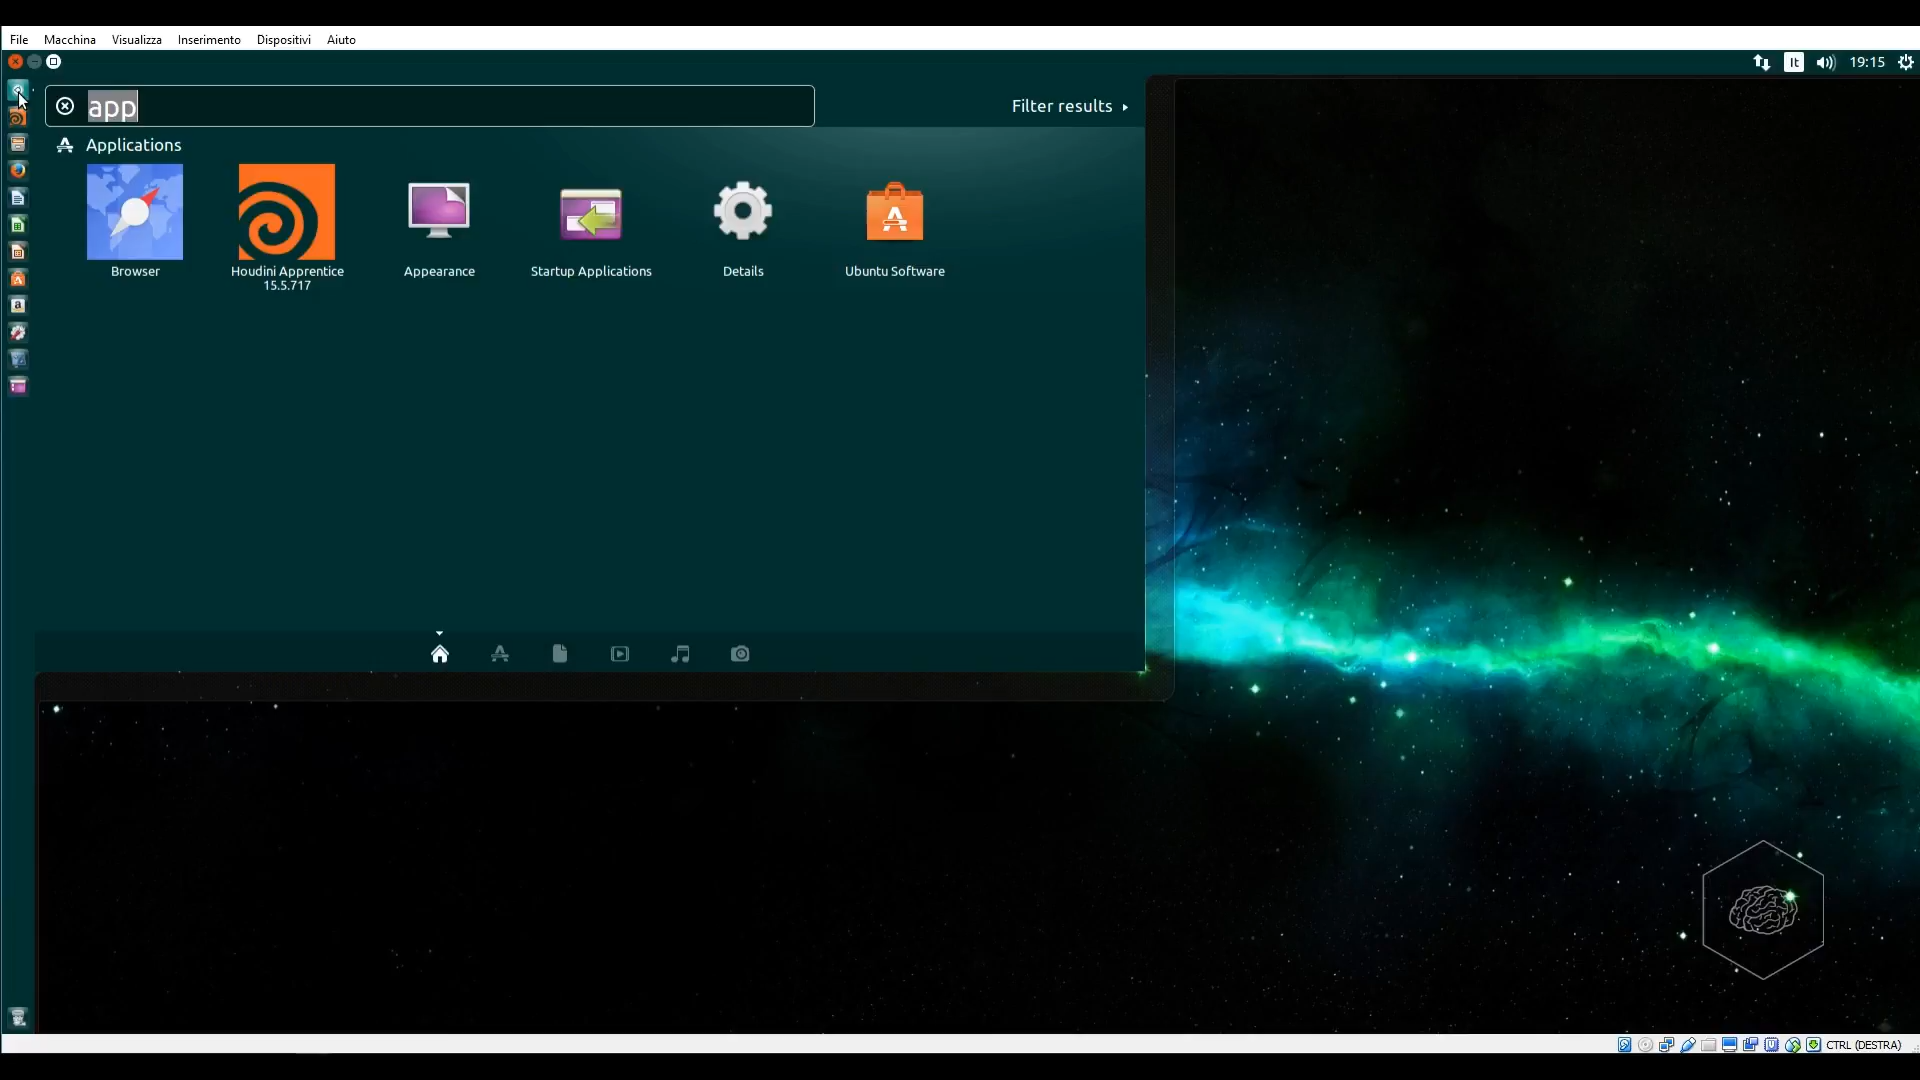 File Macchina Visualizza Inserimento Dispositivi Aiuto
It 19:15
app
Filter results
Applications
Browser
Houdini Apprentice
15.5.717
Appearance
Startup Applications
Details
Ubuntu Software
CTRL (DESTRA)